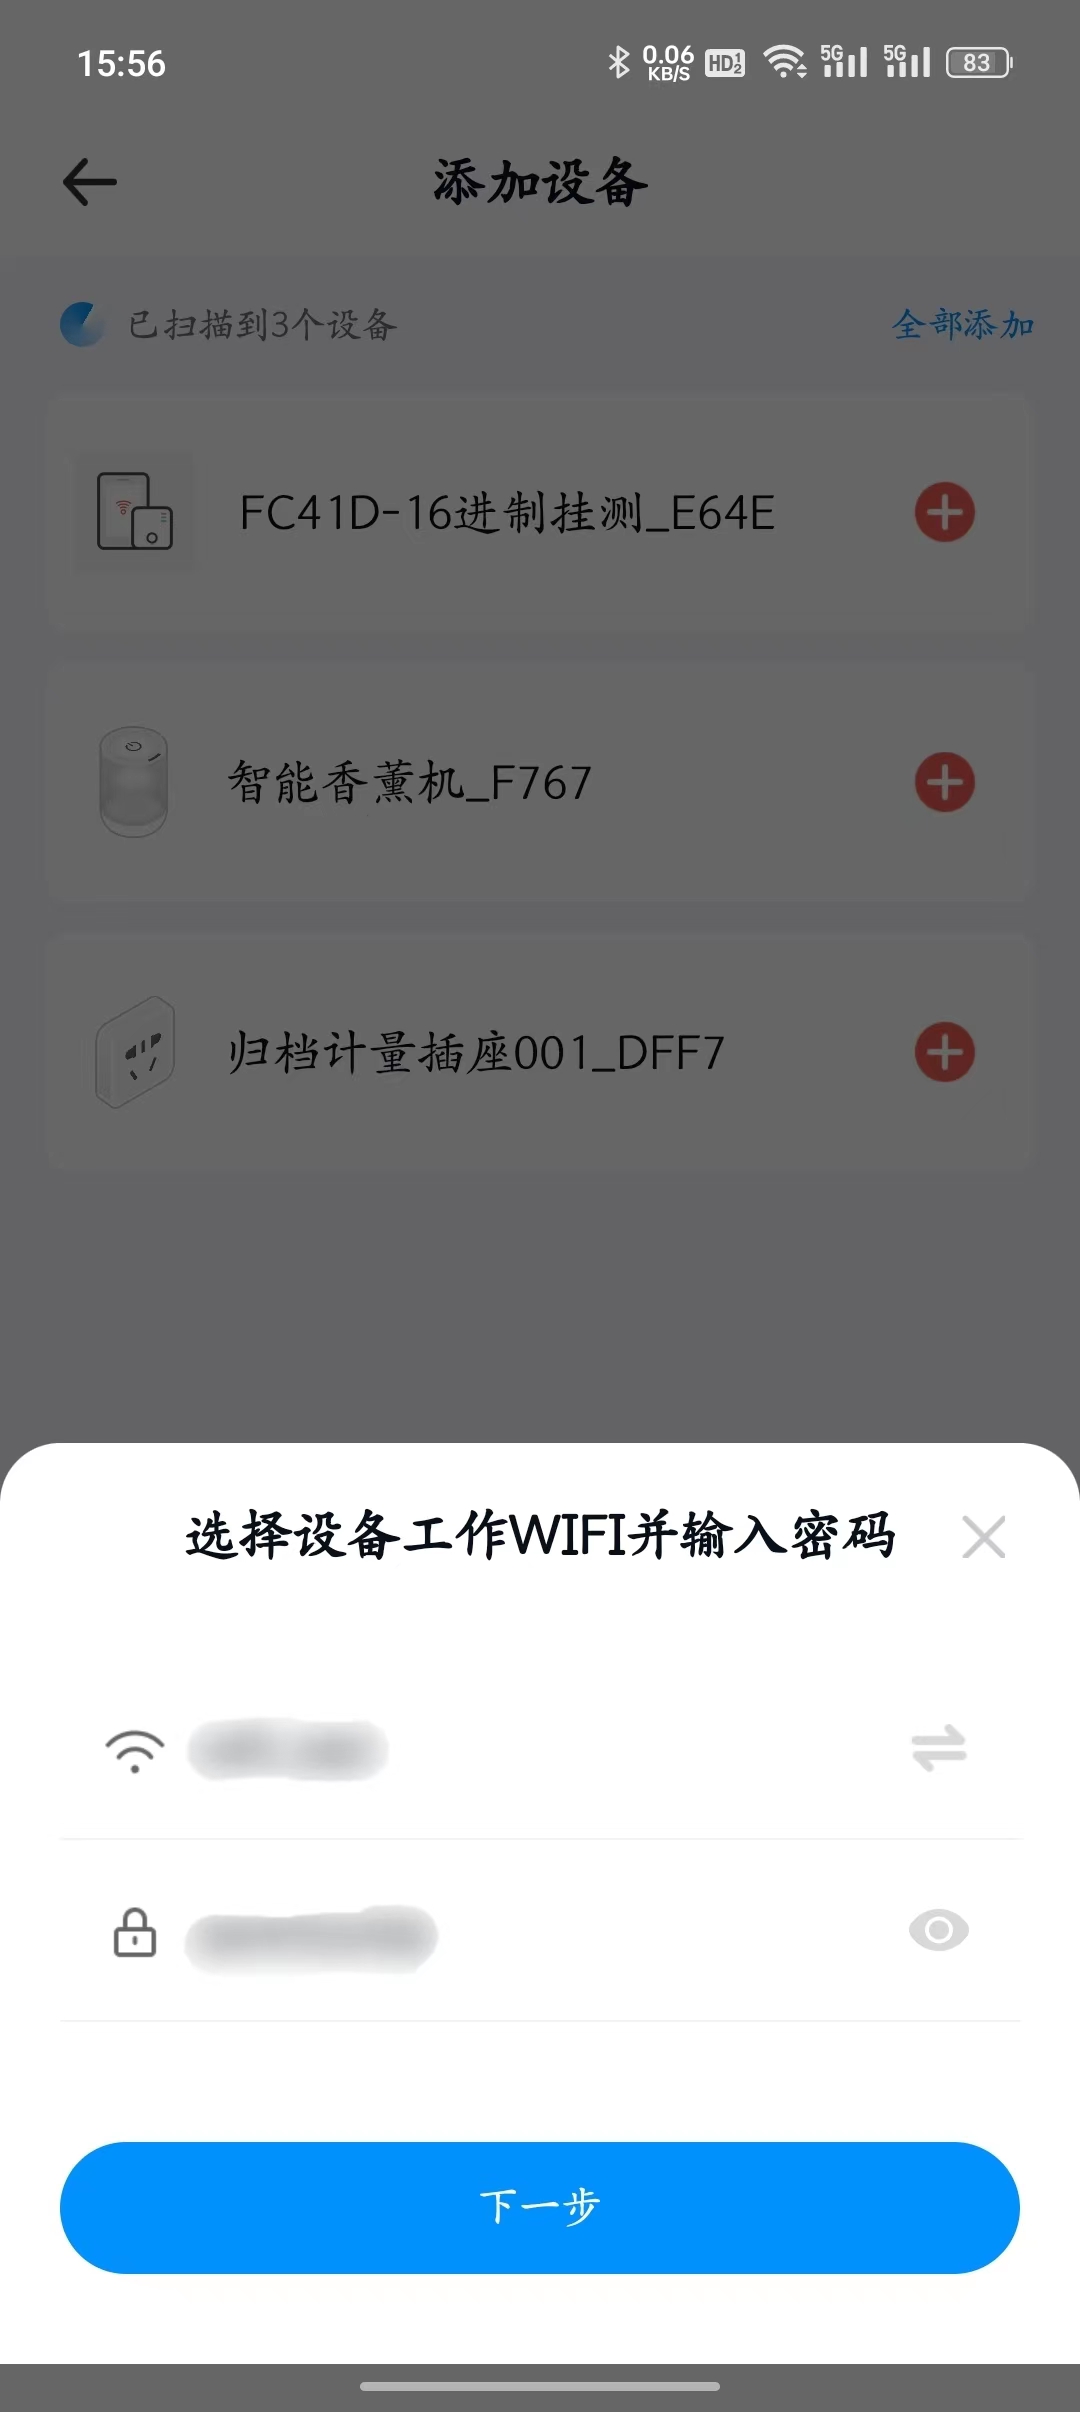 15:56 0.06 KB/S HD 1 2 5G 5G 83
添加设备
已扫描到3个设备 全部添加
FC41D-16进制挂测_E64E
智能香薰机_F767
归档计量插座001_DFF7
选择设备工作WIFI并输入密码
下一步